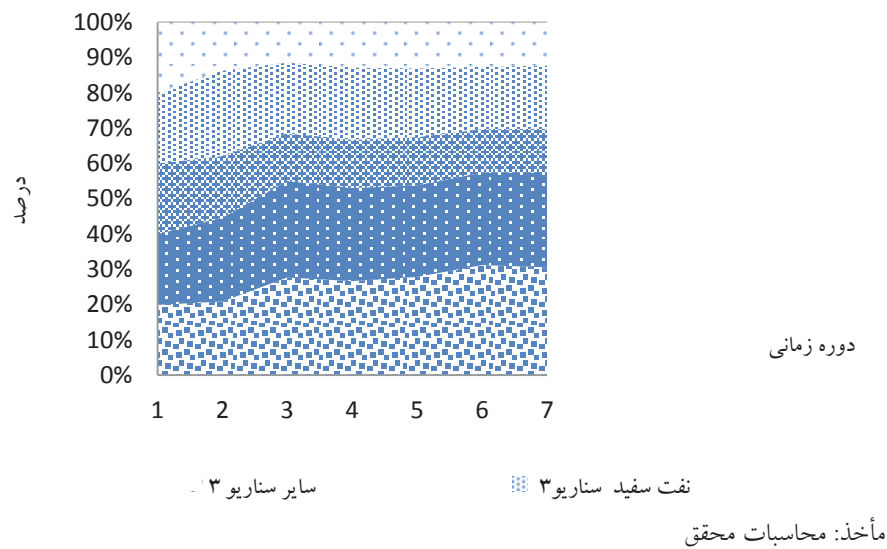 100%
90%
80%
70%
60%
50%
40%
30%
20%
10%
0%
درصد
1 2 3 4 5 6 7
دوره زمانی
نفت سفید سناریو۳ سایر سناریو ۳
مأخذ: محاسبات محقق